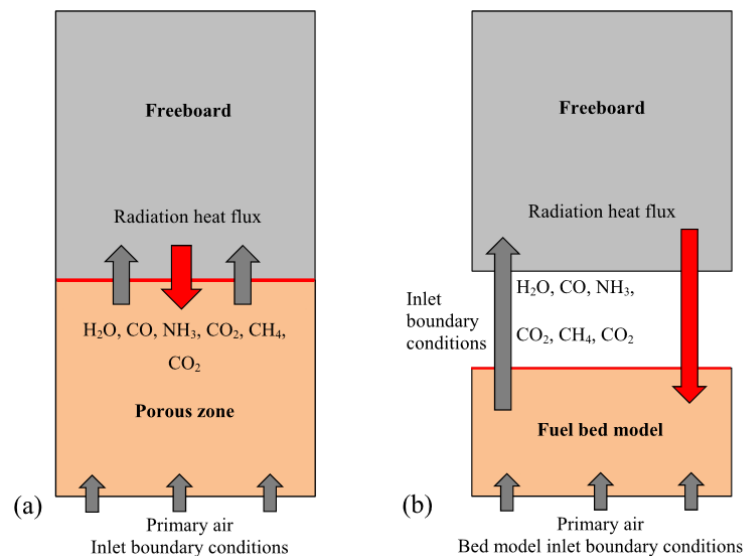 Freeboard
Radiation heat flux
H₂O, CO, NH₃, CO₂, CH₄,
CO₂
Porous zone
(a)
Primary air
Inlet boundary conditions
Freeboard
Radiation heat flux
Inlet
boundary
conditions
H₂O, CO, NH₃,
CO₂, CH₄, CO₂
Fuel bed model
(b)
Primary air
Bed model inlet boundary conditions